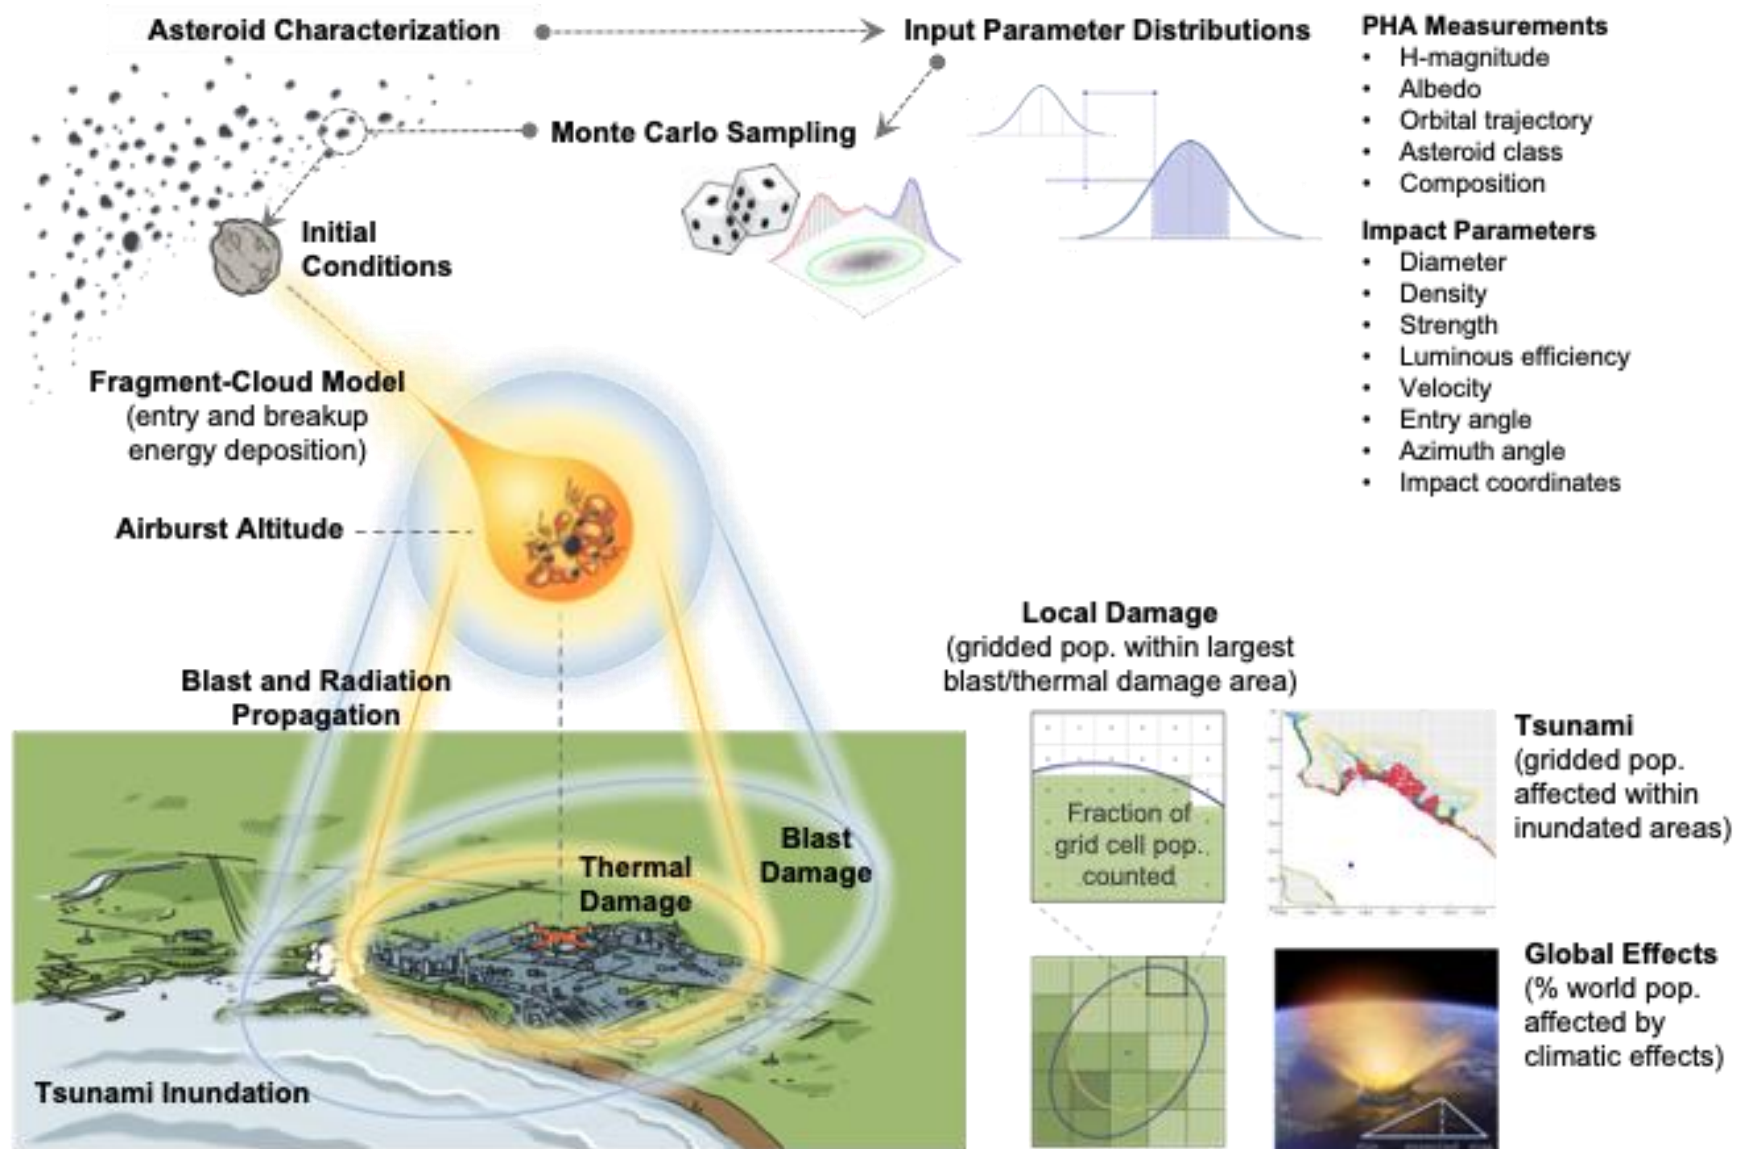 Asteroid Characterization
Input Parameter Distributions
Monte Carlo Sampling
PHA Measurements
• H-magnitude
• Albedo
• Orbital trajectory
• Asteroid class
• Composition
Impact Parameters
• Diameter
• Density
• Strength
• Luminous efficiency
• Velocity
• Entry angle
• Azimuth angle
• Impact coordinates
Initial
Conditions
Fragment-Cloud Model
(entry and breakup
energy deposition)
Airburst Altitude
Blast and Radiation
Propagation
Blast
Damage
Thermal
Damage
Tsunami Inundation
Local Damage
(gridded pop. within largest
blast/thermal damage area)
Fraction of
grid cell pop.
counted
Tsunami
(gridded pop.
affected within
inundated areas)
Global Effects
(% world pop.
affected by
climatic effects)